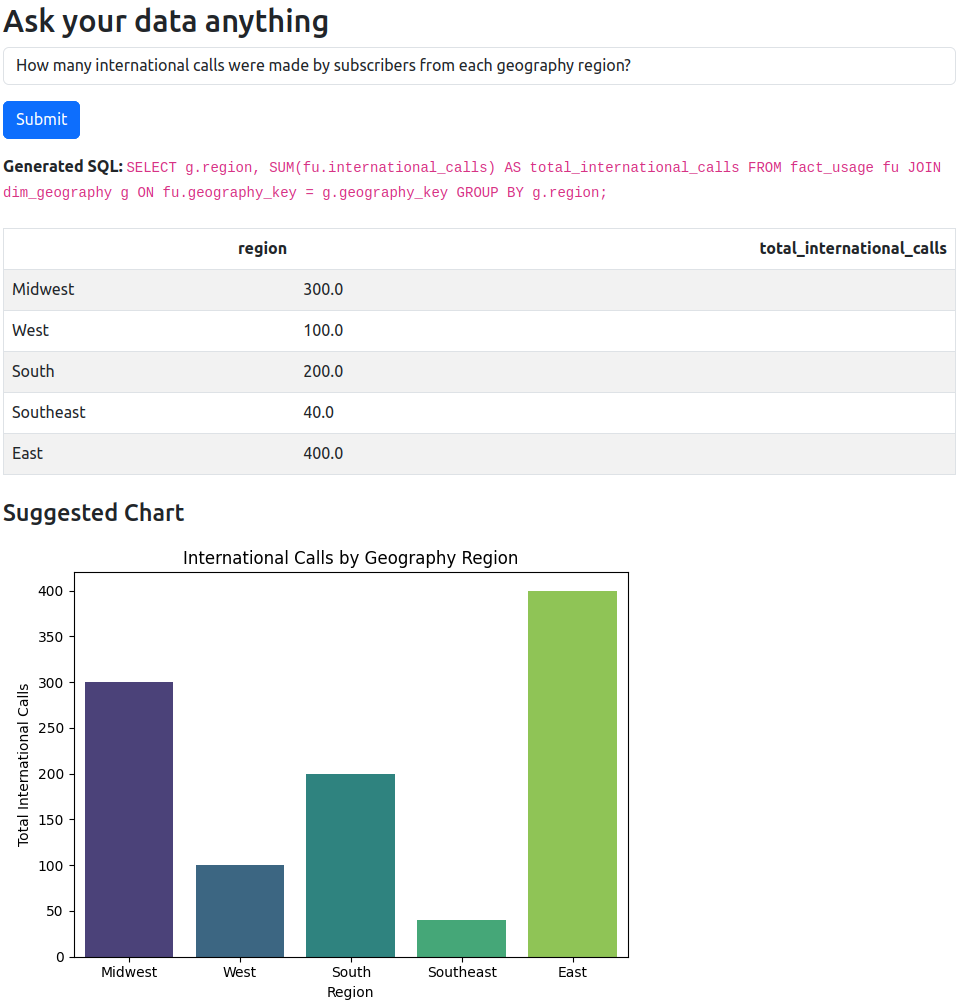 Ask your data anything
How many international calls were made by subscribers from each geography region?
Submit
Generated SQL: SELECT g.region, SUM(fu.international_calls) AS total_international_calls FROM fact_usage fu JOIN
dim_geography g ON fu.geography_key = g.geography_key GROUP BY g.region;
region total_international_calls
Midwest 300.0
West 100.0
South 200.0
Southeast 40.0
East 400.0
Suggested Chart
International Calls by Geography Region
Total International Calls
400
350
300
250
200
150
100
50
0
Midwest West South Southeast East
Region